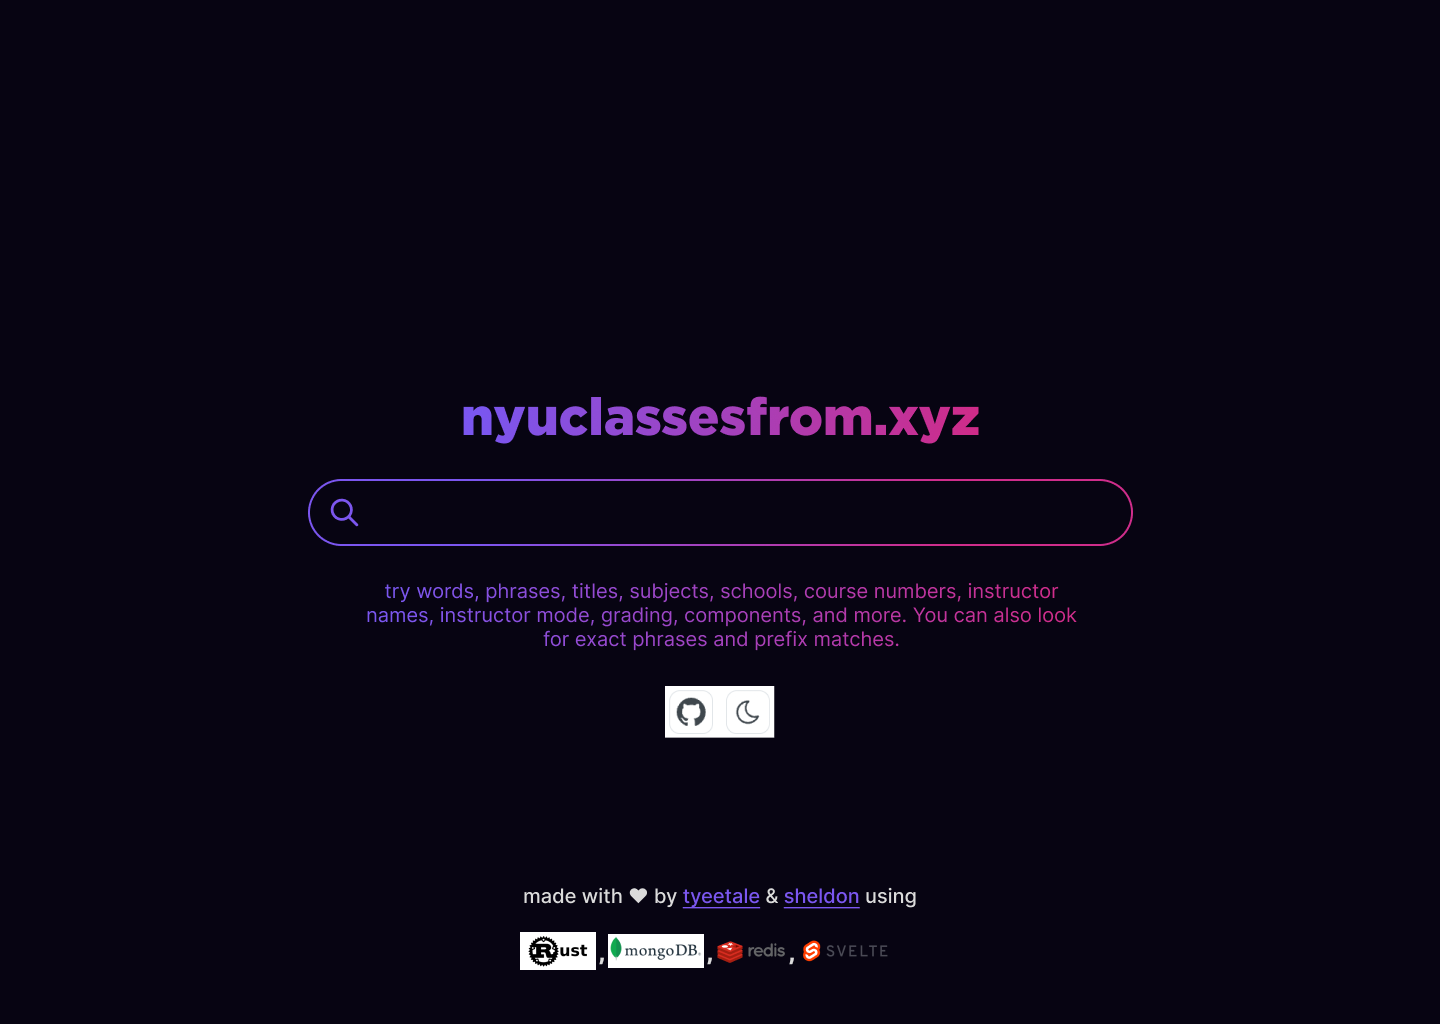 nyuclassesfrom.xyz
try words, phrases, titles, subjects, schools, course numbers, instructor
names, instructor mode, grading, components, and more. You can also look
for exact phrases and prefix matches.
made with ♥ by tyeetale & sheldon using
Rust, mongoDB., redis, SVELTE